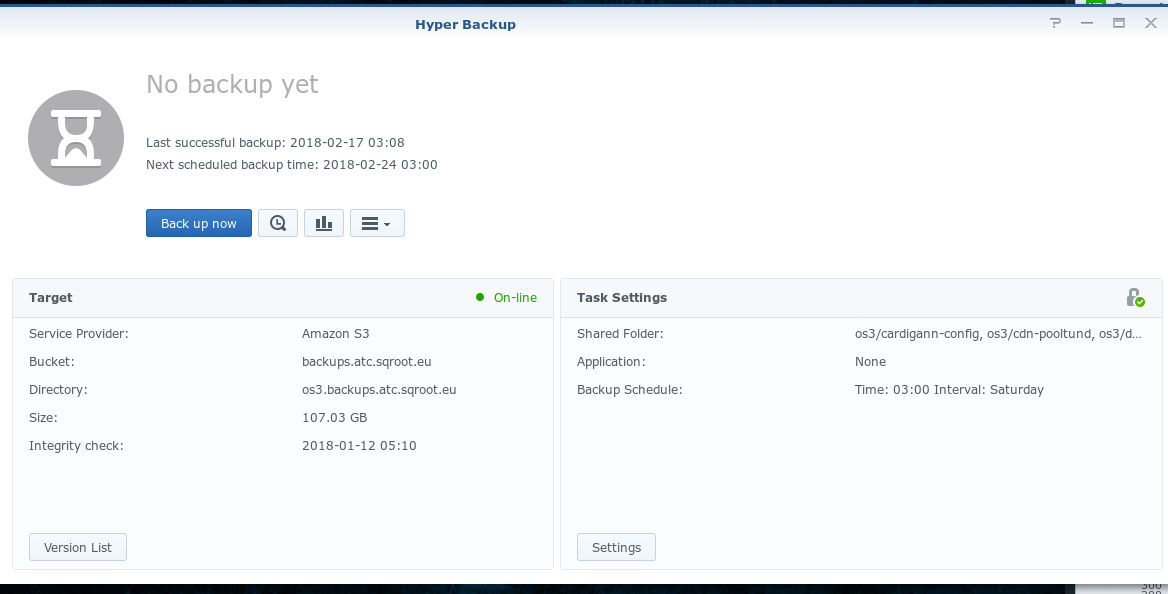 Hyper Backup
No backup yet
Last successful backup: 2018-02-17 03:08
Next scheduled backup time: 2018-02-24 03:00
Back up now
Target
On-line
Service Provider: Amazon S3
Bucket: backups.atc.sqroot.eu
Directory: os3.backups.atc.sqroot.eu
Size: 107.03 GB
Integrity check: 2018-01-12 05:10
Version List
Task Settings
Shared Folder: os3/cardigann-config, os3/cdn-pooltund, os3/d...
Application: None
Backup Schedule: Time: 03:00 Interval: Saturday
Settings